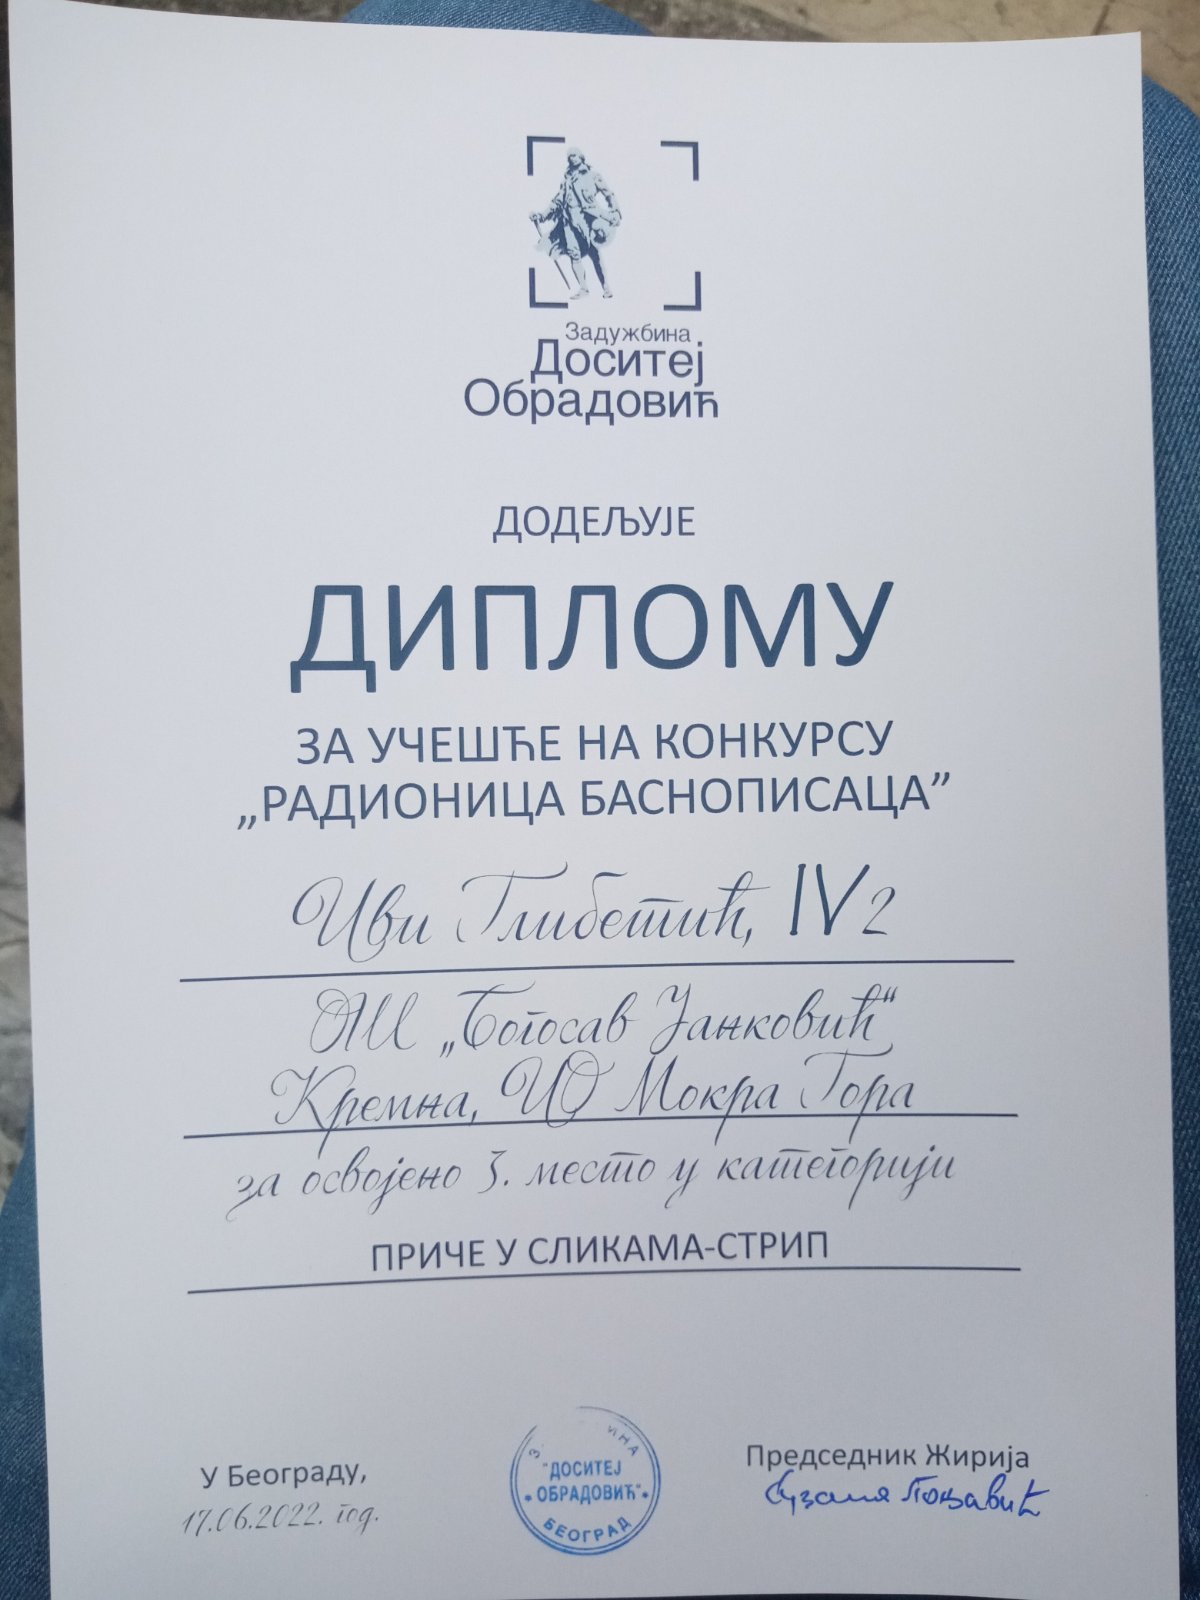 Задужбина
Доситеј
Обрадовић
ДОДЕЉУЈЕ
ДИПЛОМУ
ЗА УЧЕШЋЕ НА КОНКУРСУ
„РАДИОНИЦА БАСНОПИСАЦА”
Иви Глибетић, IV2
ОШ „Богосав Јанковић“
Кремна, ИО Мокра Гора
за освојено 3. место у категорији
ПРИЧЕ У СЛИКАМА-СТРИП
У Београду,
17.06.2022. год.
"ДОСИТЕЈ
ОБРАДОВИЋ"
БЕОГРАД
Председник Жирија
Сузана